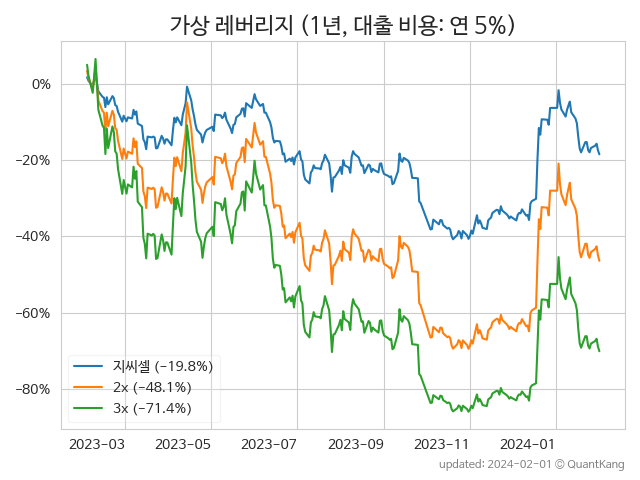 가상 레버리지 (1년, 대출 비용: 연 5%)
0%
−20%
−40%
−60%
−80%
지씨셀 (−19.8%)
2x (−48.1%)
3x (−71.4%)
2023-03 2023-05 2023-07 2023-09 2023-11 2024-01
updated: 2024-02-01 © QuantKang